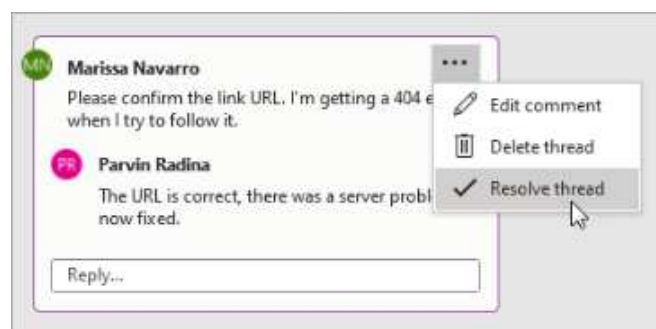 MN
Marissa Navarro
...
Please confirm the link URL. I'm getting a 404 e
when I try to follow it.
Edit comment
Delete thread
PR
Parvin Radina
Resolve thread
The URL is correct, there was a server probl
now fixed.
Reply...